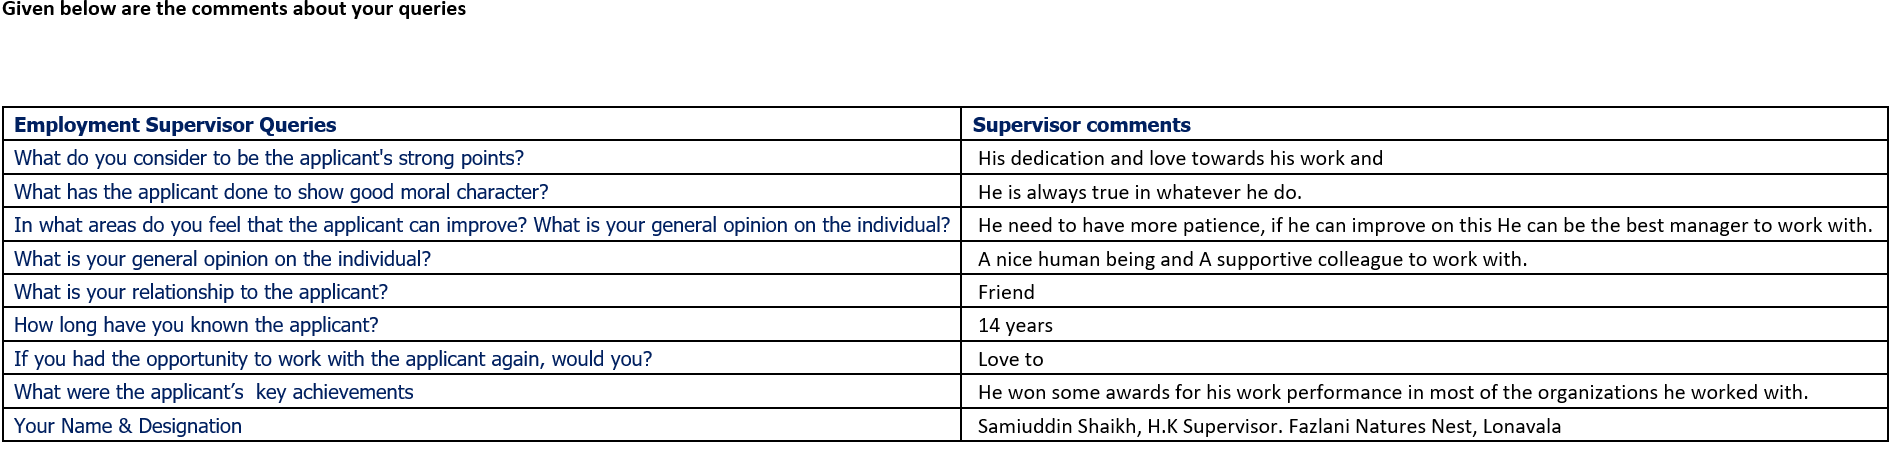 Given below are the comments about your queries
Employment Supervisor Queries Supervisor comments
What do you consider to be the applicant's strong points? His dedication and love towards his work and
What has the applicant done to show good moral character? He is always true in whatever he do.
In what areas do you feel that the applicant can improve? What is your general opinion on the individual? He need to have more patience, if he can improve on this He can be the best manager to work with.
What is your general opinion on the individual? A nice human being and A supportive colleague to work with.
What is your relationship to the applicant? Friend
How long have you known the applicant? 14 years
If you had the opportunity to work with the applicant again, would you? Love to
What were the applicant’s  key achievements He won some awards for his work performance in most of the organizations he worked with.
Your Name & Designation Samiuddin Shaikh, H.K Supervisor. Fazlani Natures Nest, Lonavala